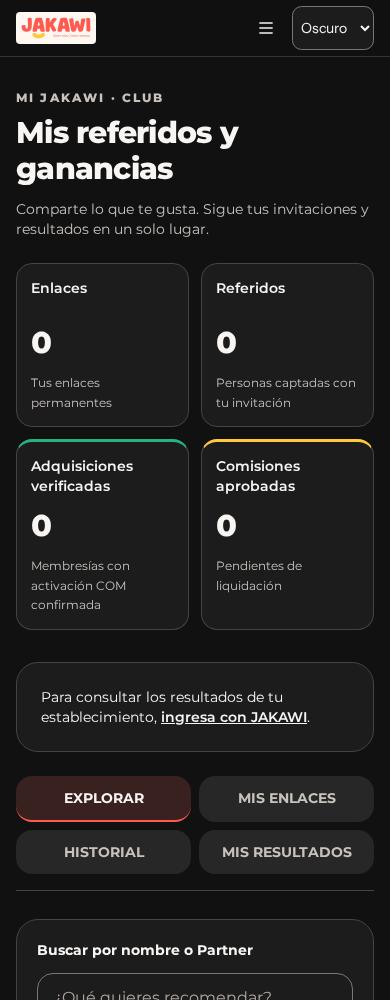 JAKAWI
Oscuro
MI JAKAWI · CLUB
Mis referidos y
ganancias
Comparte lo que te gusta. Sigue tus invitaciones y
resultados en un solo lugar.
Enlaces
0
Tus enlaces
permanentes
Referidos
0
Personas captadas con
tu invitación
Adquisiciones
verificadas
0
Membresías con
activación COM
confirmada
Comisiones
aprobadas
0
Pendientes de
liquidación
Para consultar los resultados de tu
establecimiento, ingresa con JAKAWI.
EXPLORAR
MIS ENLACES
HISTORIAL
MIS RESULTADOS
Buscar por nombre o Partner
¿Qué quieres recomendar?